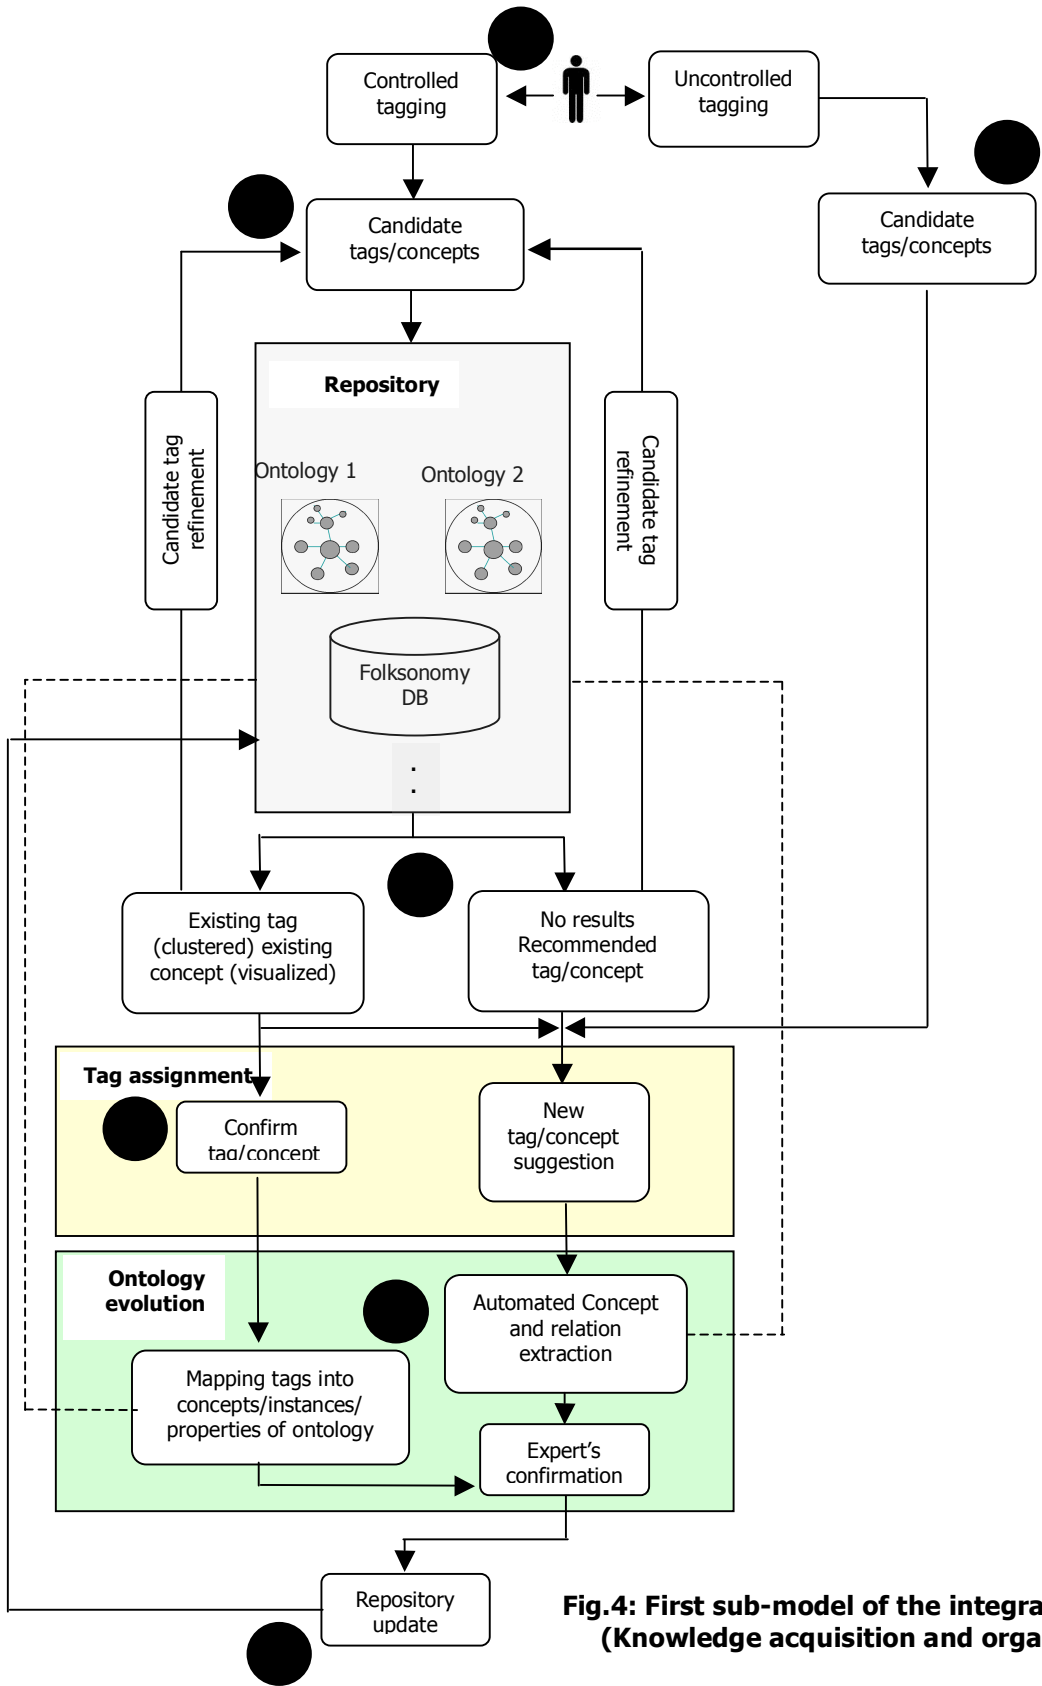 Controlled
tagging
Uncontrolled
tagging
Candidate
tags/concepts
Candidate
tags/concepts
Repository
Candidate tag
refinement
Ontology 1
Ontology 2
Candidate tag
refinement
Folksonomy
DB
.
.
Existing tag
(clustered) existing
concept (visualized)
No results
Recommended
tag/concept
Tag assignment
Confirm
tag/concept
New
tag/concept
suggestion
Ontology
evolution
Automated Concept
and relation
extraction
Mapping tags into
concepts/instances/
properties of ontology
Expert's
confirmation
Repository
update
Fig.4: First sub-model of the integra
(Knowledge acquisition and orga